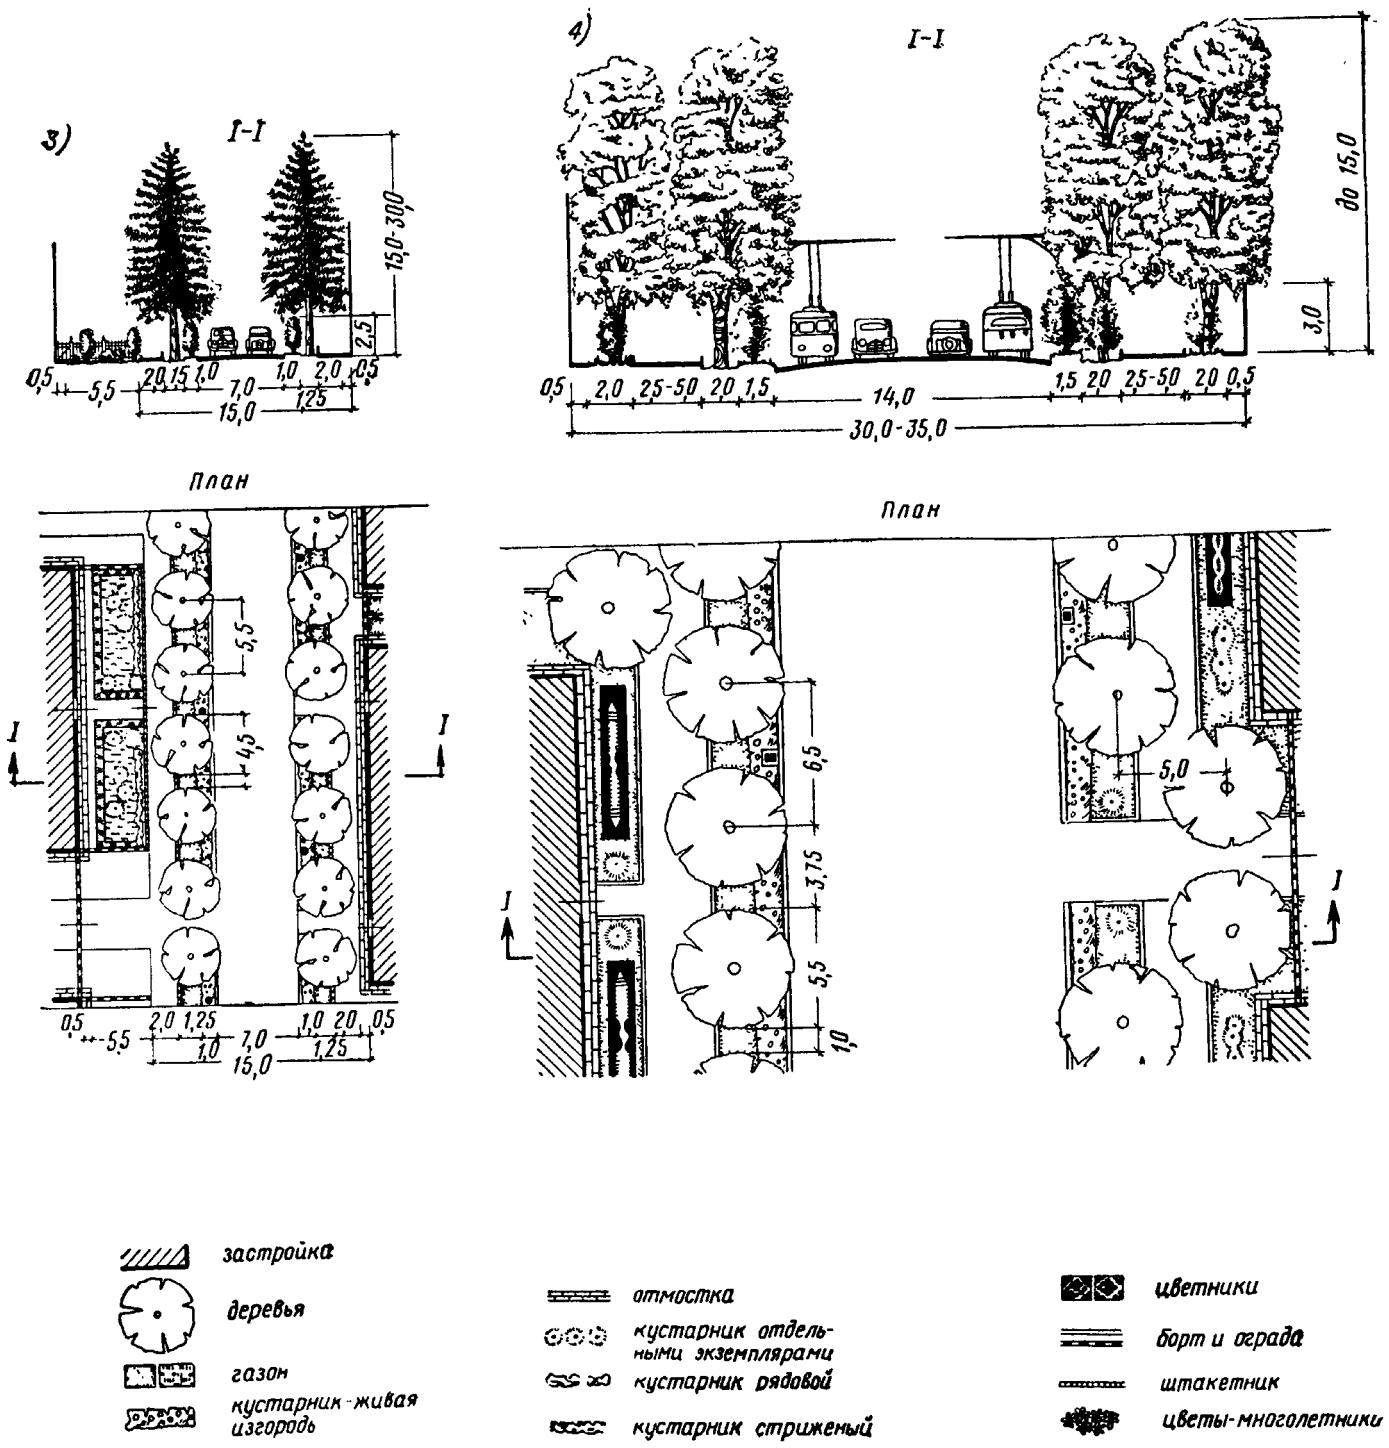 3)
I-I
15,0-30,0
2,5
0,5
5,5
2,0
1,5
1,0
7,0
1,0
2,0
0,5
15,0
1,25
4)
I-I
до 15,0
3,0
0,5
2,0
2,5-5,0
2,0
1,5
14,0
1,5
2,0
2,5-5,0
2,0
0,5
30,0-35,0
План
5,5
4,5
I
I
0,5
5,5
2,0
1,25
1,0
7,0
1,0
1,25
2,0
0,5
15,0
План
6,5
3,75
5,5
1,0
5,0
I
I
застройка
деревья
газон
кустарник-живая
изгородь
отмостка
кустарник отдель-
ными экземплярами
кустарник рядовой
кустарник стриженый
цветники
борт и ограда
штакетник
цветы-многолетники